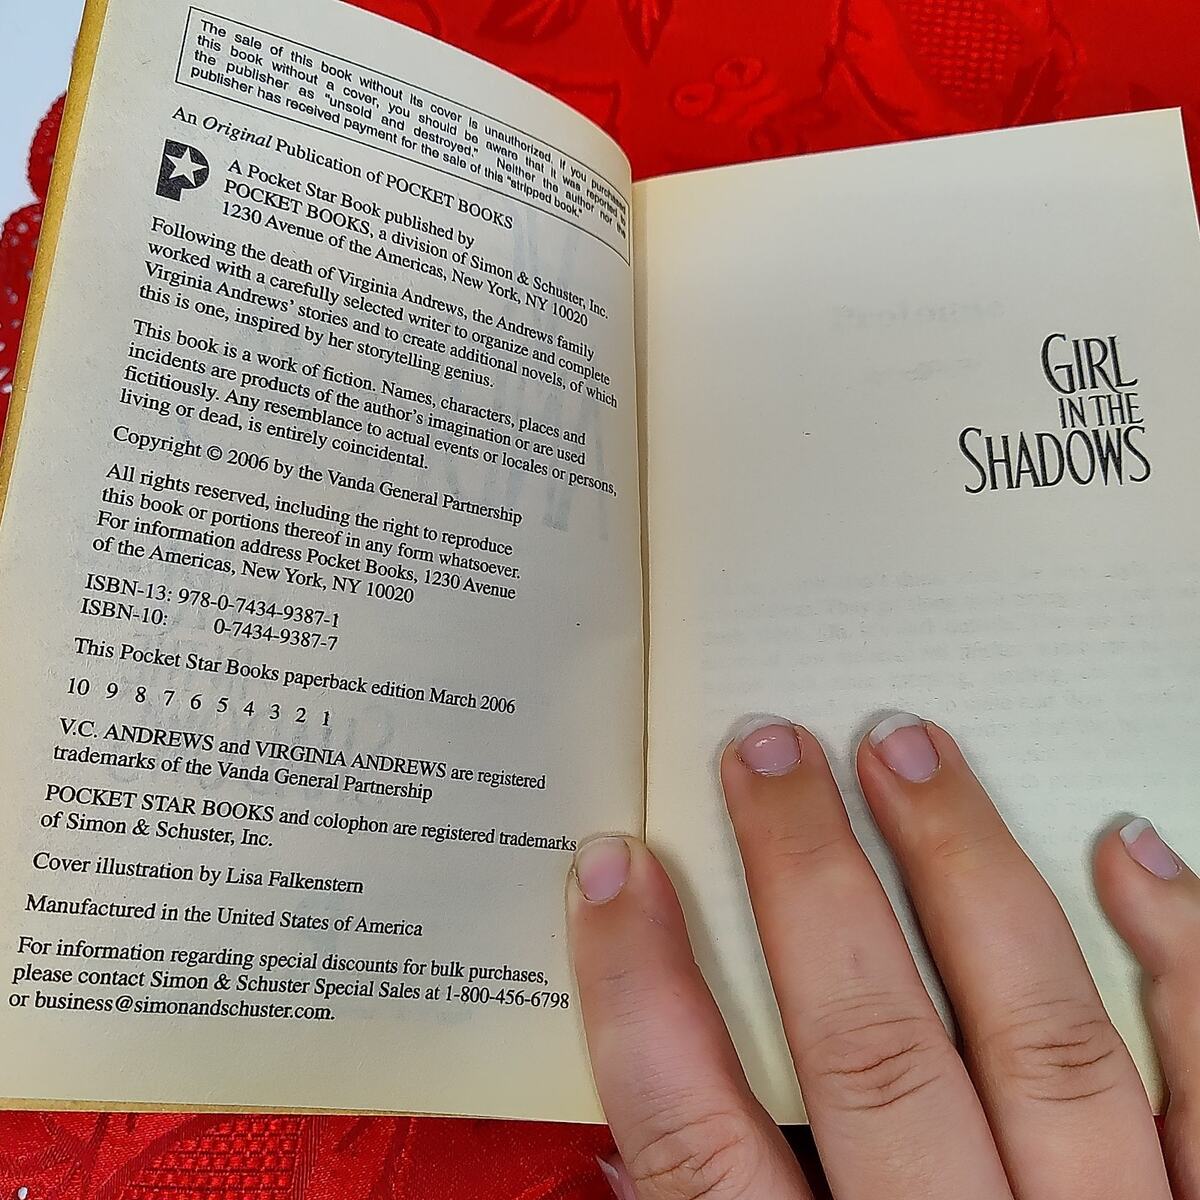 The sale of this book without its cover is unauthorized. If you purchased
this book without a cover, you should be aware that it was reported to
the publisher as "unsold and destroyed." Neither the author nor the
publisher has received payment for the sale of this "stripped book."
An Original Publication of POCKET BOOKS
A Pocket Star Book published by
POCKET BOOKS, a division of Simon & Schuster, Inc.
1230 Avenue of the Americas, New York, NY 10020
Following the death of Virginia Andrews, the Andrews family
worked with a carefully selected writer to organize and complete
Virginia Andrews' stories and to create additional novels, of which
this is one, inspired by her storytelling genius.
This book is a work of fiction. Names, characters, places and
incidents are products of the author's imagination or are used
fictitiously. Any resemblance to actual events or locales or persons,
living or dead, is entirely coincidental.
Copyright © 2006 by the Vanda General Partnership
All rights reserved, including the right to reproduce
this book or portions thereof in any form whatsoever.
For information address Pocket Books, 1230 Avenue
of the Americas, New York, NY 10020
ISBN-13: 978-0-7434-9387-1
ISBN-10: 0-7434-9387-7
This Pocket Star Books paperback edition March 2006
10 9 8 7 6 5 4 3 2 1
V.C. ANDREWS and VIRGINIA ANDREWS are registered
trademarks of the Vanda General Partnership
POCKET STAR BOOKS and colophon are registered trademarks
of Simon & Schuster, Inc.
Cover illustration by Lisa Falkenstern
Manufactured in the United States of America
For information regarding special discounts for bulk purchases,
please contact Simon & Schuster Special Sales at 1-800-456-6798
or business@simonandschuster.com.
GIRL
IN THE
SHADOWS